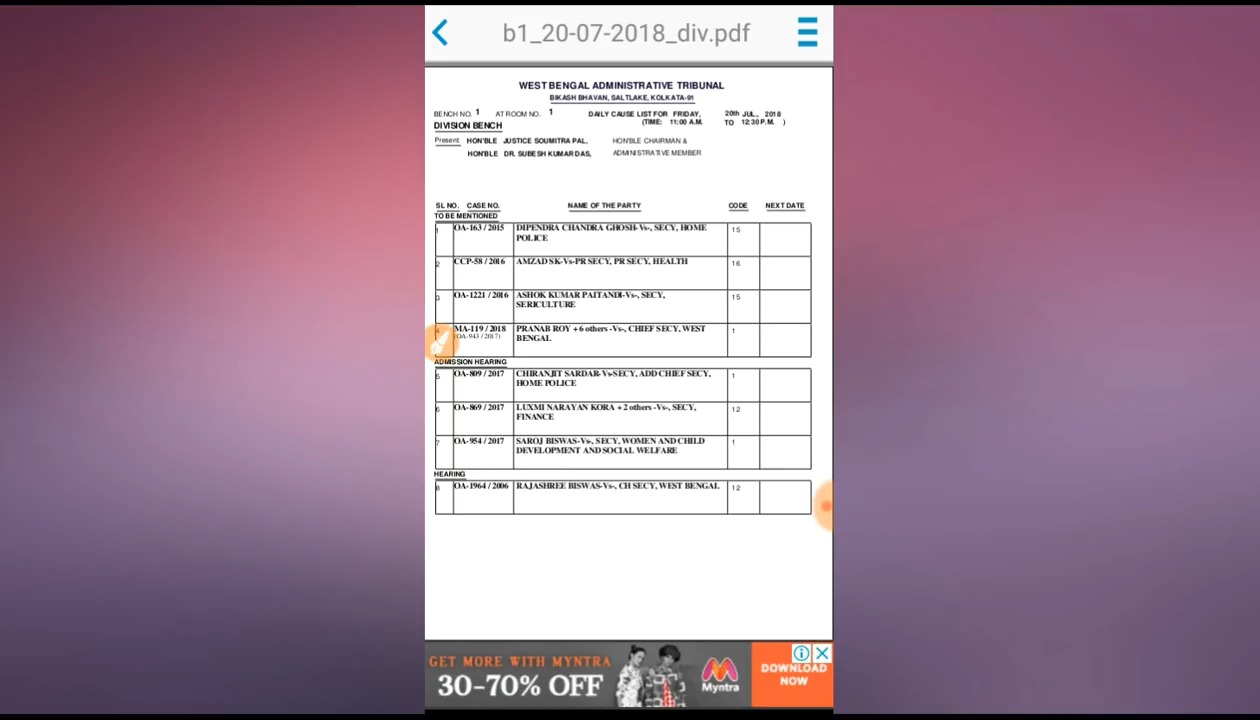 b1_20-07-2018_div.pdf
WEST BENGAL ADMINISTRATIVE TRIBUNAL
BIKASH BHAVAN, SALTLAKE, KOLKATA-91
BENCH NO. 1 AT ROOM NO. 1 DAILY CAUSE LIST FOR FRIDAY, 20th JUL., 2018
DIVISION BENCH (TIME: 11:00 A.M. TO 12:30 P.M. )
Present HON'BLE JUSTICE SOUMITRA PAL, HON'BLE CHAIRMAN &
HON'BLE DR. SUBESH KUMAR DAS, ADMINISTRATIVE MEMBER
SL NO. CASE NO. NAME OF THE PARTY CODE NEXT DATE
TO BE MENTIONED
1 OA-163 / 2015 DIPENDRA CHANDRA GHOSH-Vs-, SECY, HOME 15
POLICE
2 CCP-58 / 2016 AMZAD SK-Vs-PR SECY, PR SECY, HEALTH 16
3 OA-1221 / 2016 ASHOK KUMAR PAITANDI-Vs-, SECY, 15
SERICULTURE
4 MA-119 / 2018 PRANAB ROY + 6 others -Vs-, CHIEF SECY, WEST 1
(OA-943 / 2017) BENGAL
ADMISSION HEARING
5 OA-809 / 2017 CHIRANJIT SARDAR-Vs-SECY, ADD CHIEF SECY, 1
HOME POLICE
6 OA-869 / 2017 LUXMI NARAYAN KORA + 2 others -Vs-, SECY, 12
FINANCE
7 OA-954 / 2017 SAROJ BISWAS-Vs-, SECY, WOMEN AND CHILD 1
DEVELOPMENT AND SOCIAL WELFARE
HEARING
8 OA-1964 / 2006 RAJASHREE BISWAS-Vs-, CH SECY, WEST BENGAL 12
GET MORE WITH MYNTRA
30-70% OFF
Myntra
DOWNLOAD
NOW